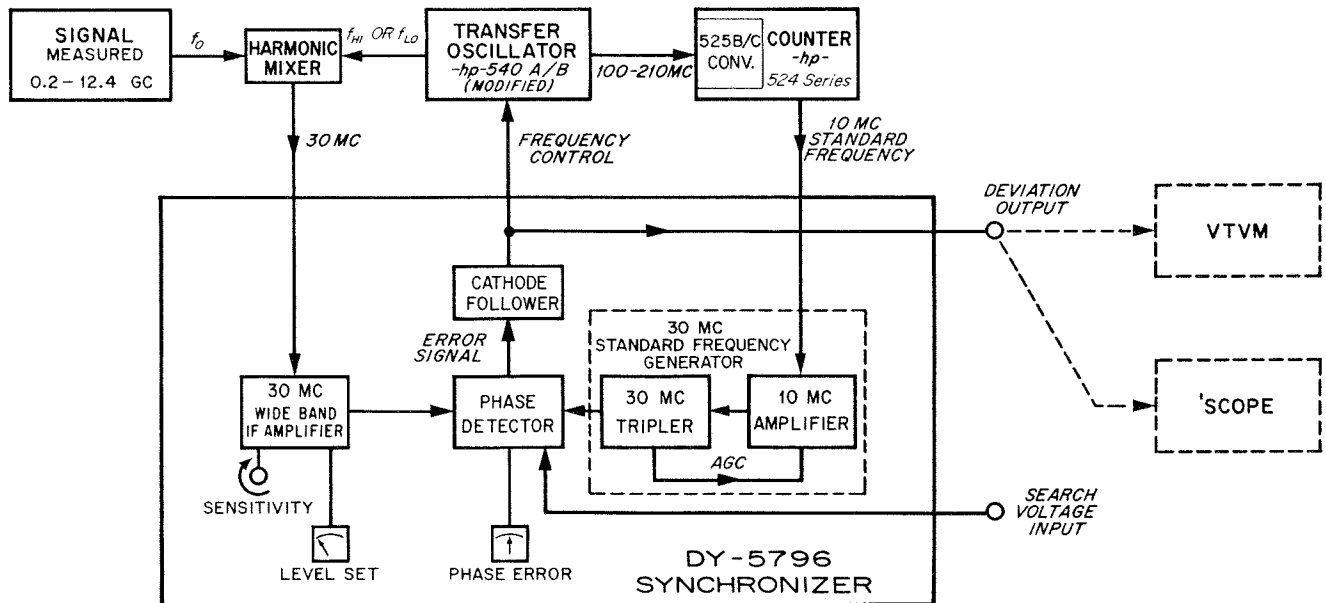 SIGNAL
MEASURED
0.2–12.4 GC
fO
HARMONIC
MIXER
fHI OR fLO
TRANSFER
OSCILLATOR
-hp-540 A/B
(MODIFIED)
100-210MC
525B/C
CONV.
COUNTER
-hp-
524 Series
30 MC
FREQUENCY
CONTROL
10 MC
STANDARD
FREQUENCY
DEVIATION
OUTPUT
VTVM
CATHODE
FOLLOWER
ERROR
SIGNAL
30 MC
STANDARD FREQUENCY
GENERATOR
30 MC
WIDE BAND
IF AMPLIFIER
PHASE
DETECTOR
30 MC
TRIPLER
10 MC
AMPLIFIER
'SCOPE
AGC
SENSITIVITY
SEARCH
VOLTAGE
INPUT
LEVEL SET
PHASE ERROR
DY-5796
SYNCHRONIZER